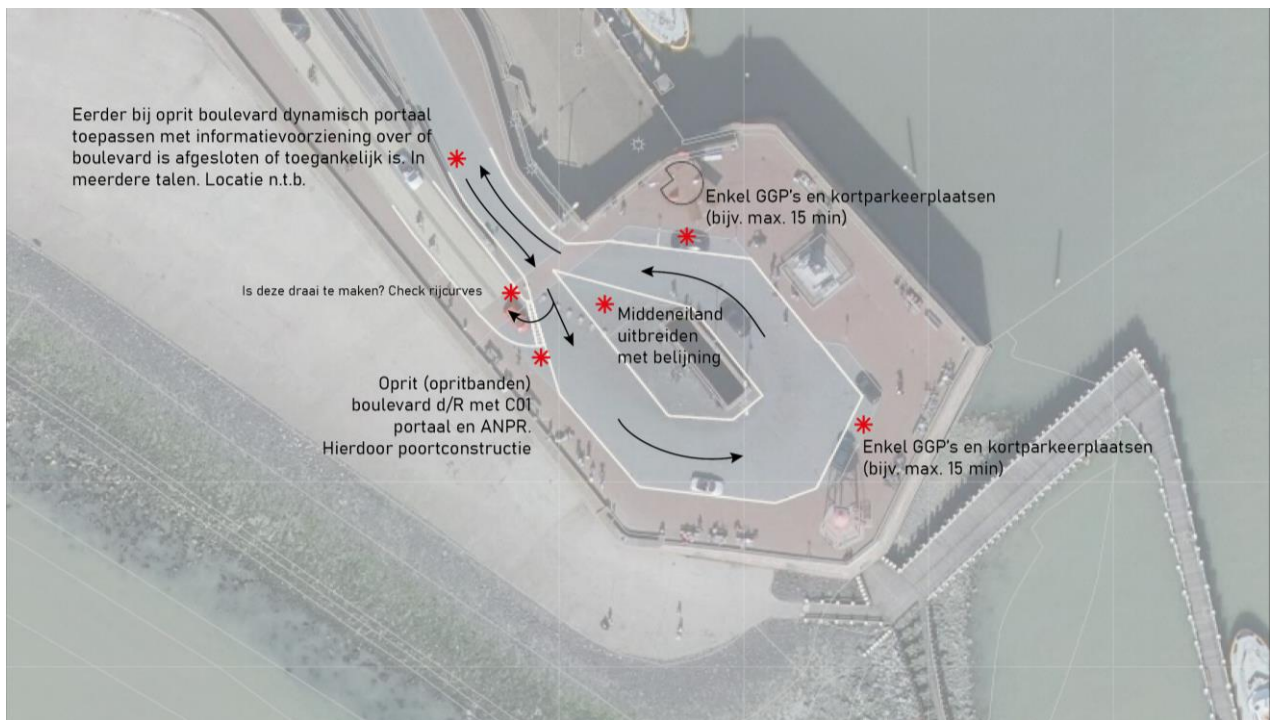 Eerder bij oprit boulevard dynamisch portaal
toepassen met informatievoorziening over of
boulevard is afgesloten of toegankelijk is. In
meerdere talen. Locatie n.t.b.
Enkel GGP's en kortparkeerplaatsen
(bijv. max. 15 min)
Is deze draai te maken? Check rijcurves
Middeneiland
uitbreiden
met belijning
Oprit (opritbanden)
boulevard d/R met C01
portaal en ANPR.
Hierdoor poortconstructie
Enkel GGP's en kortparkeerplaatsen
(bijv. max. 15 min)